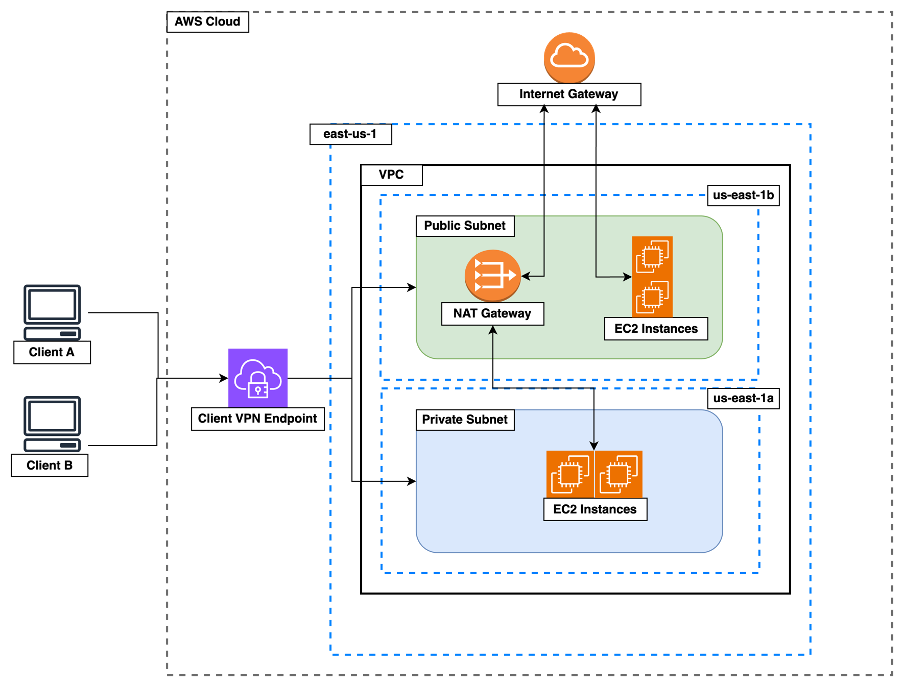 AWS Cloud
Internet Gateway
east-us-1
VPC
us-east-1b
Public Subnet
NAT Gateway
EC2 Instances
Client A
Client VPN Endpoint
us-east-1a
Private Subnet
Client B
EC2 Instances